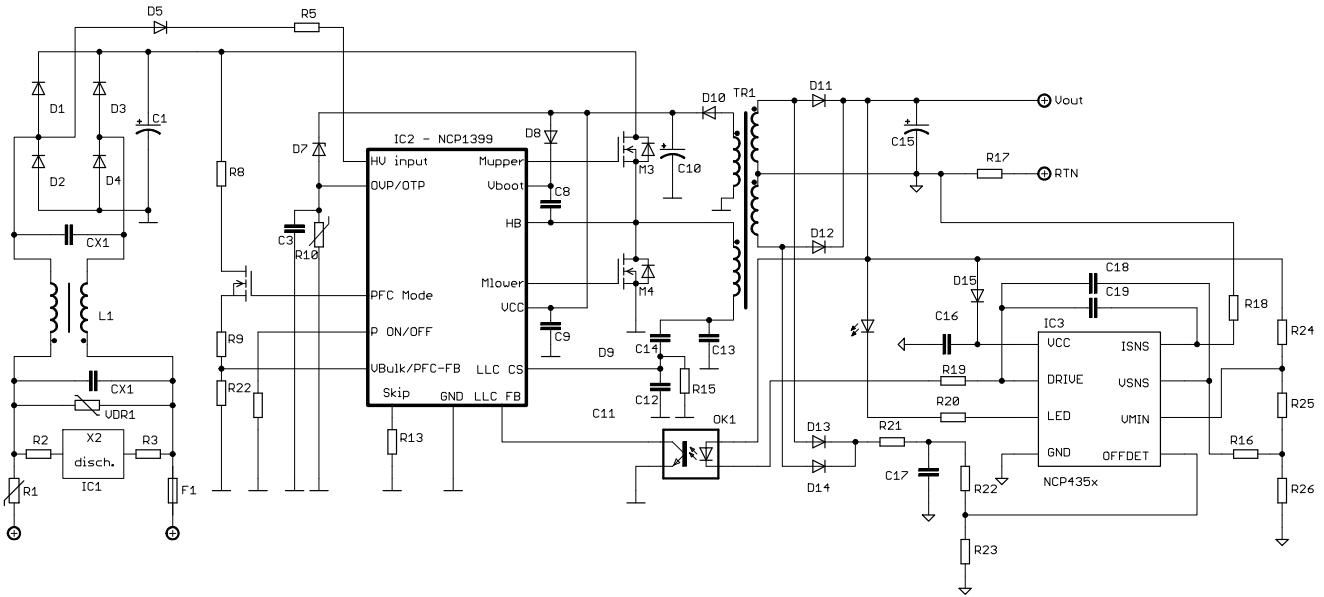 D5
R5
D1
D3
C1
D2
D4
CX1
L1
CX1
VDR1
R2
X2
disch.
IC1
R3
R1
F1
R8
R9
R22
D7
C3
R10
IC2 - NCP1399
HV input
OVP/OTP
PFC Mode
P ON/OFF
VBulk/PFC-FB
Skip
GND
LLC FB
Mupper
Vboot
HB
Mlower
VCC
LLC CS
R13
D8
C8
C9
M3
M4
C10
D10
TR1
D9
C14
C13
C12
R15
C11
OK1
D11
D12
C15
Vout
R17
RTN
D15
C18
C19
C16
R18
R19
R20
IC3
VCC
DRIVE
LED
GND
ISNS
VSNS
VMIN
OFFDET
NCP435x
D13
D14
R21
C17
R22
R23
R16
R24
R25
R26